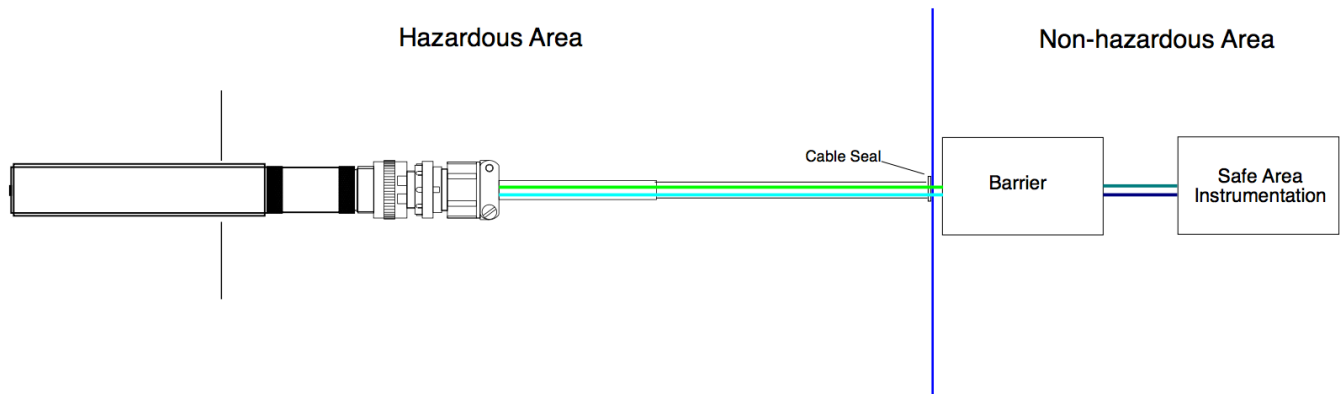 Hazardous Area
Non-hazardous Area
Cable Seal
Barrier
Safe Area
Instrumentation